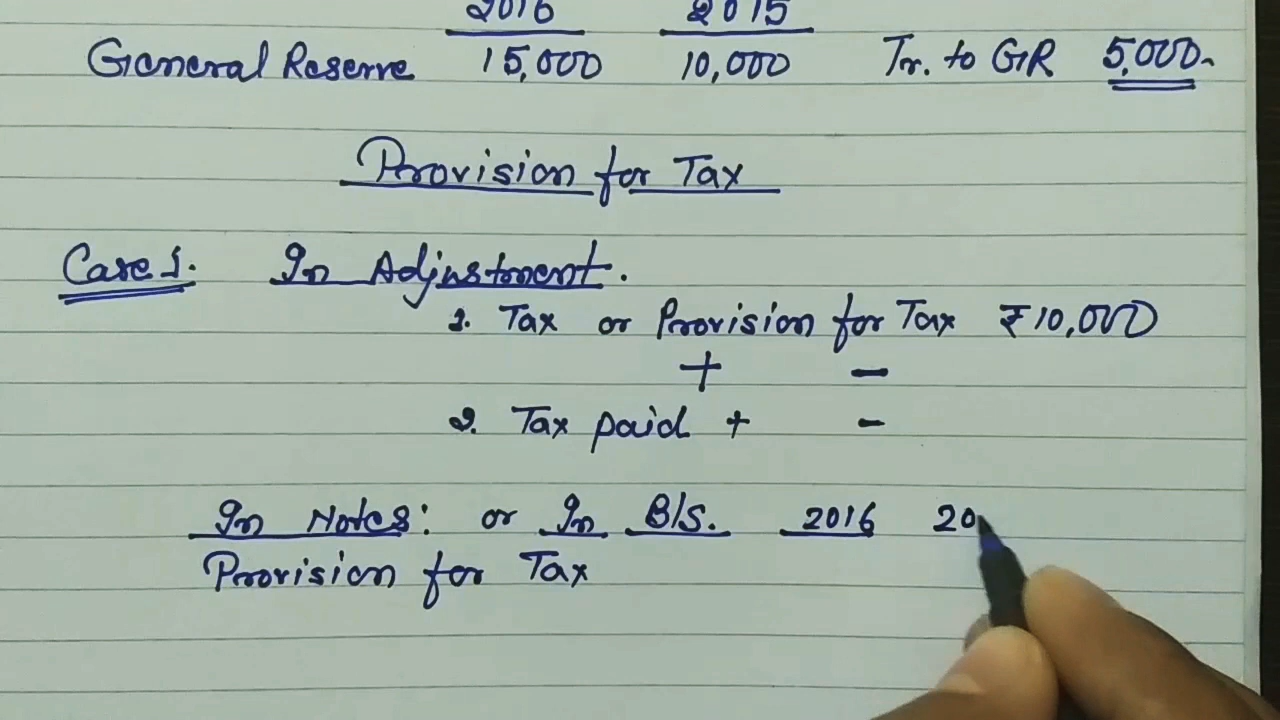 2016 2015
General Reserve 15,000 10,000 Tr. to GR 5,000
Provision for Tax
Case 1. In Adjustment.
1. Tax or Provision for Tax ₹10,000
+ -
2. Tax paid + -
In Notes: or In B/S. 2016 20
Provision for Tax